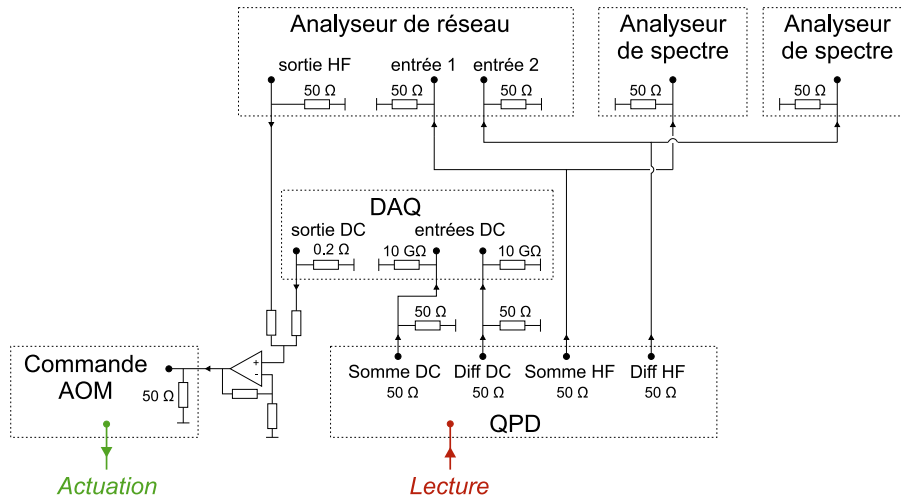 Analyseur de réseau
Analyseur de spectre
Analyseur de spectre
sortie HF
entrée 1
entrée 2
50 Ω
50 Ω
50 Ω
50 Ω
50 Ω
DAQ
sortie DC
entrées DC
0.2 Ω
10 GΩ
10 GΩ
50 Ω
50 Ω
Commande AOM
50 Ω
+
-
Somme DC
Diff DC
Somme HF
Diff HF
50 Ω
50 Ω
50 Ω
50 Ω
QPD
Actuation
Lecture